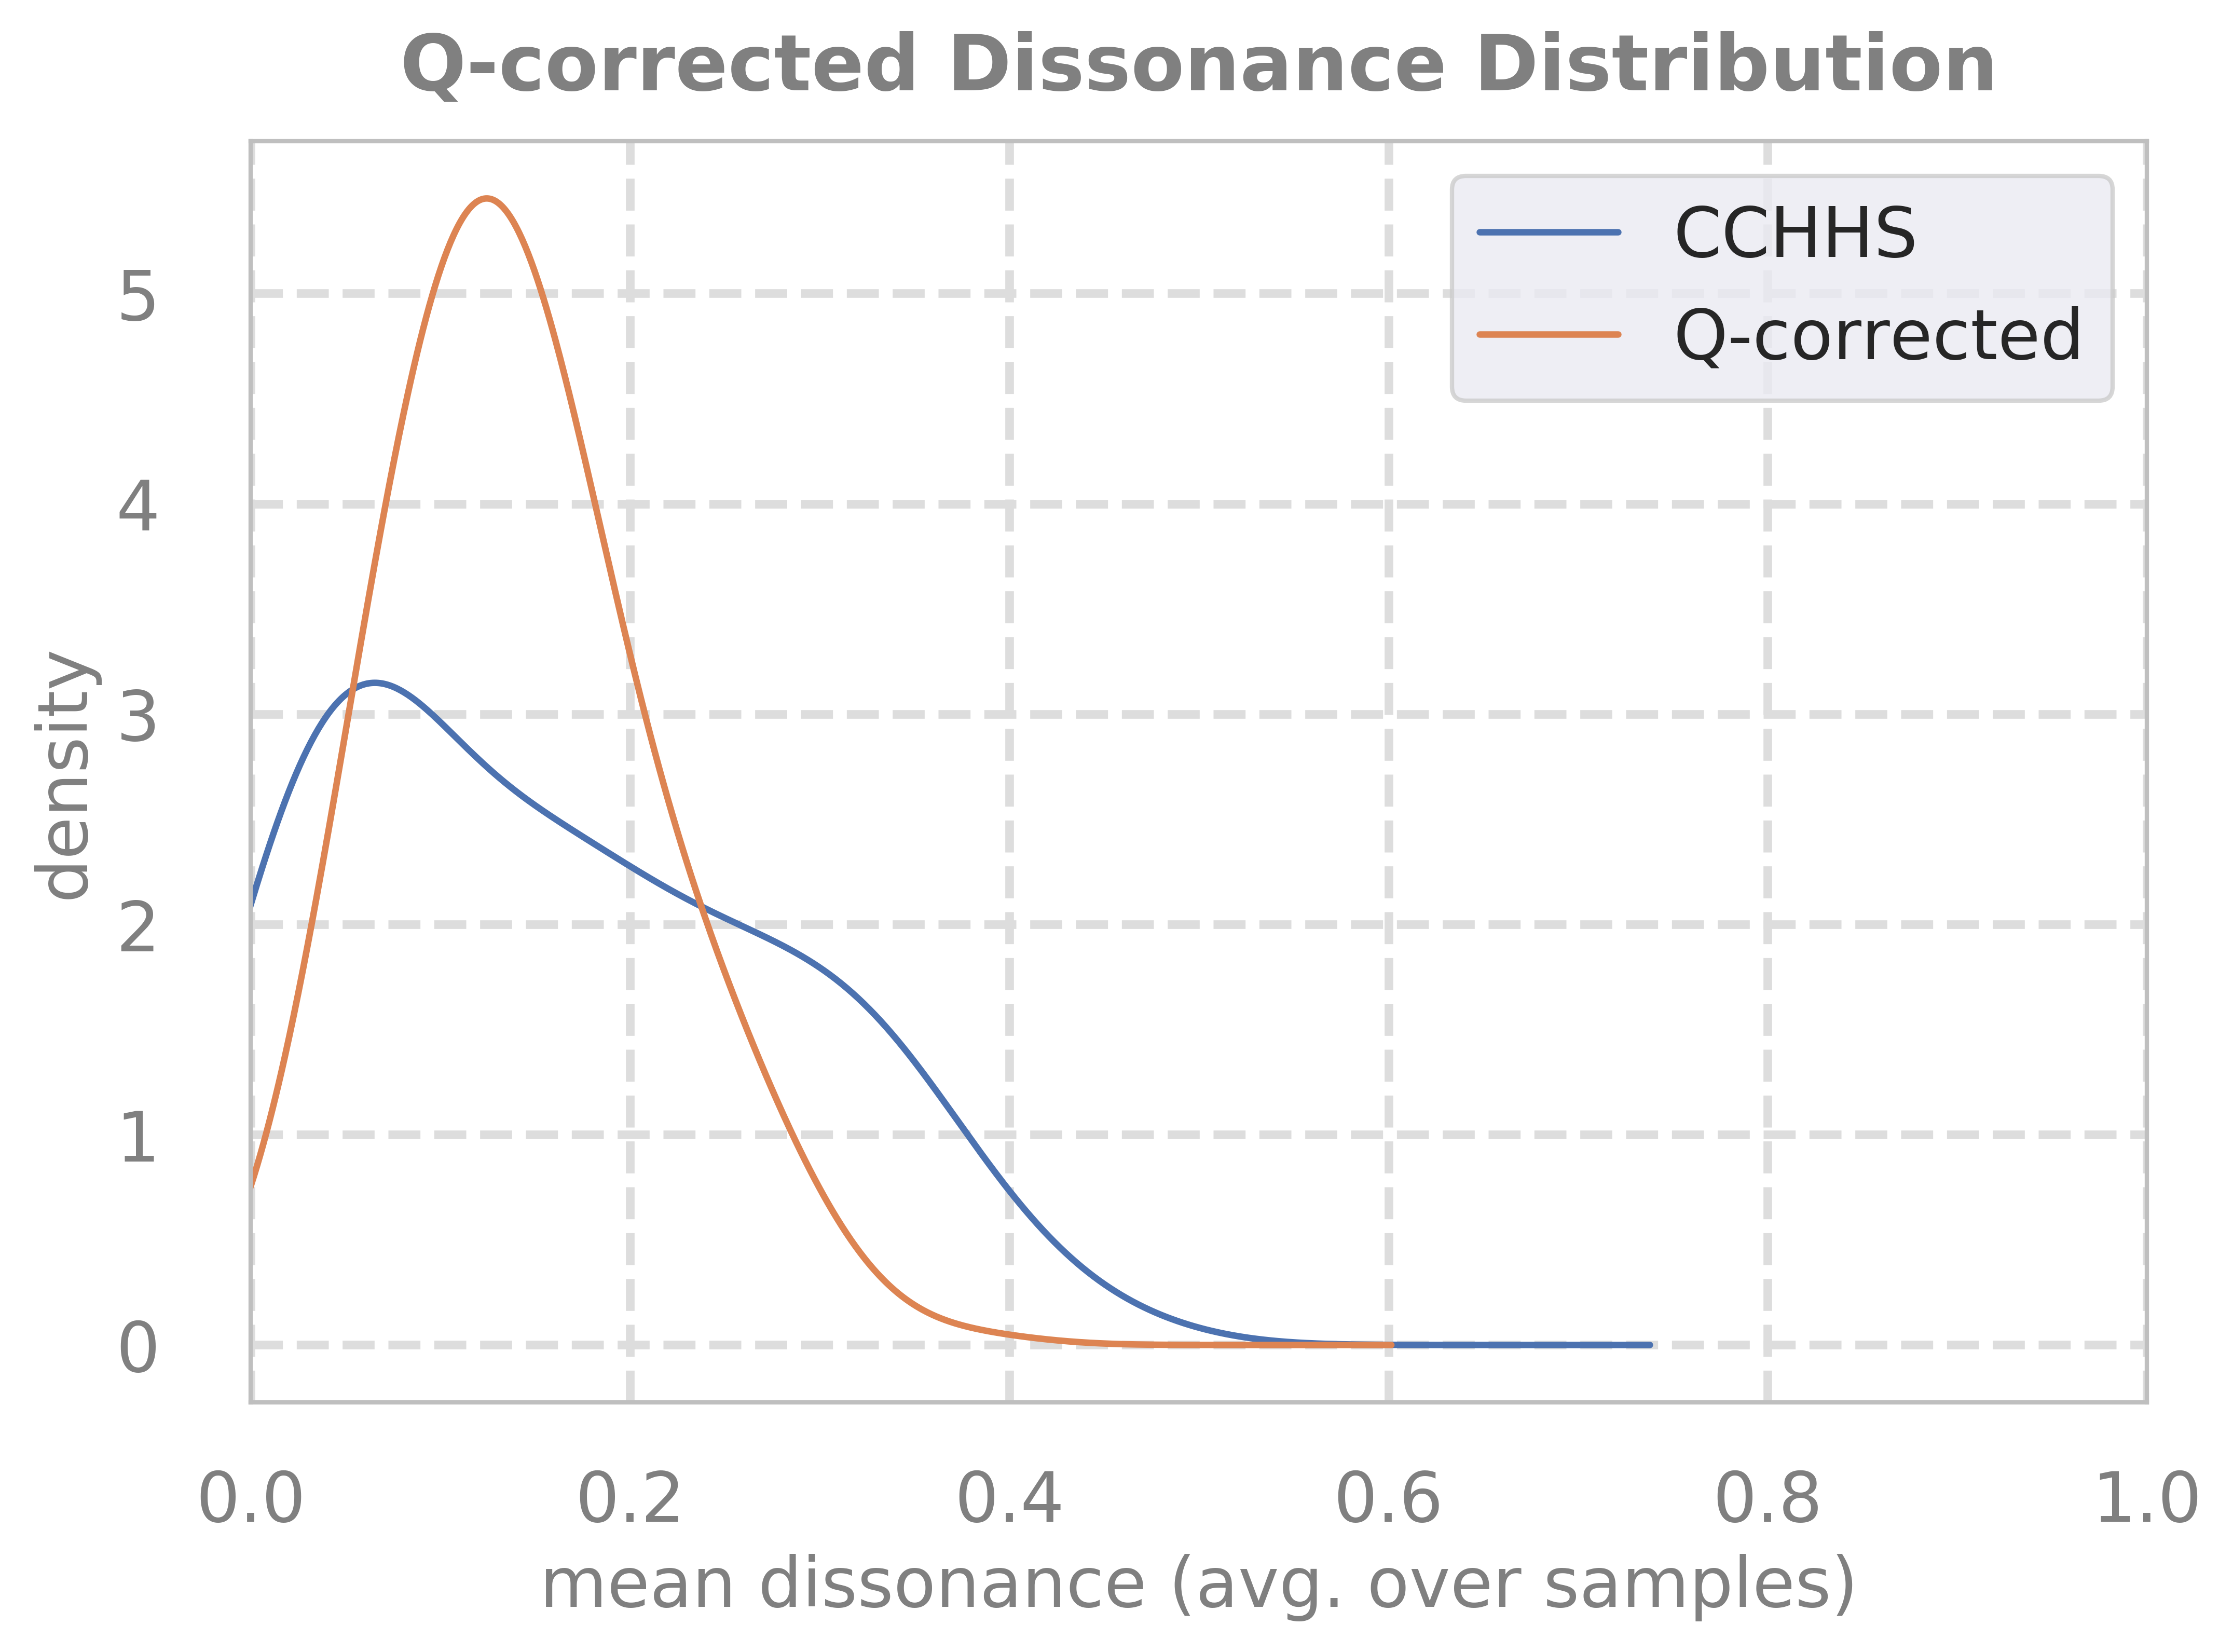 Q-corrected Dissonance Distribution
CCHHS
Q-corrected
density
5
4
3
2
1
0
0.0 0.2 0.4 0.6 0.8 1.0
mean dissonance (avg. over samples)